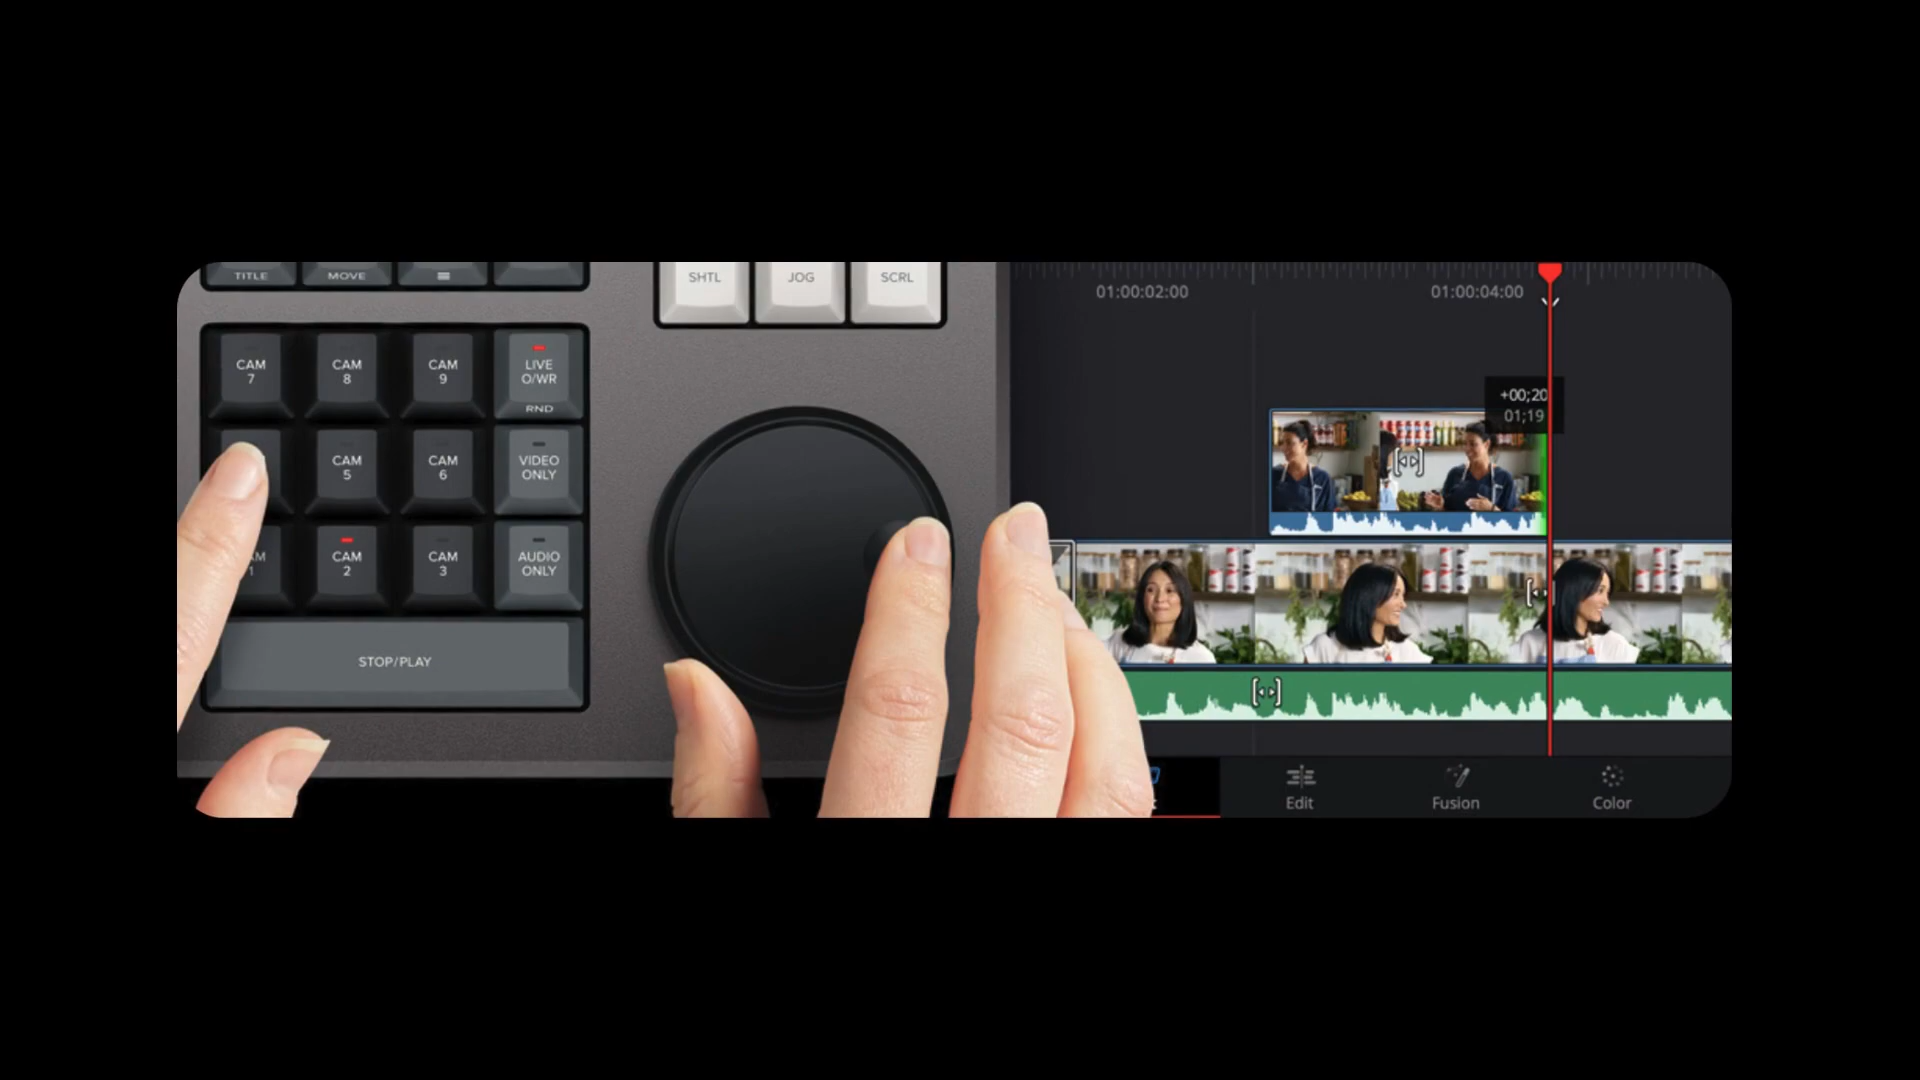 TITLE
MOVE
SHTL
JOG
SCRL
01:00:02:00
01:00:04:00
CAM
7
CAM
8
CAM
9
LIVE
O/WR
RND
+00;20
01;19
CAM
5
CAM
6
VIDEO
ONLY
1
CAM
2
CAM
3
AUDIO
ONLY
STOP/PLAY
Edit
Fusion
Color